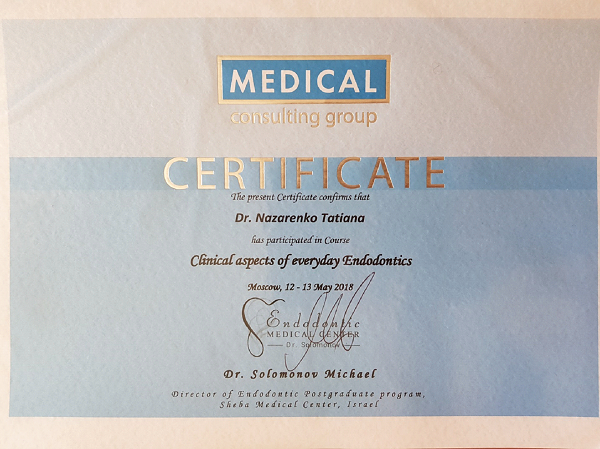 MEDICAL
consulting group
CERTIFICATE
The present Certificate confirms that
Dr. Nazarenko Tatiana
has participated in Course
Clinical aspects of everyday Endodontics
Moscow, 12 - 13 May 2018
Endodontic
MEDICAL CENTER
Dr. Solomonov
Dr. Solomonov Michael
Director of Endodontic Postgraduate program,
Sheba Medical Center, Israel